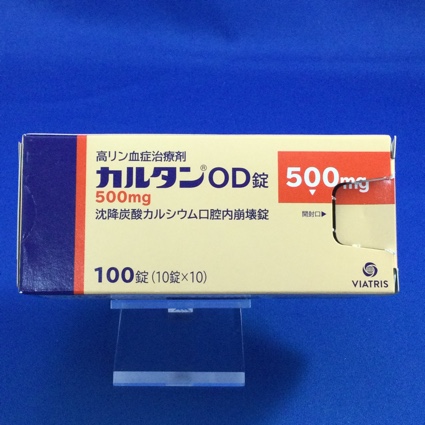 高リン血症治療剤
カルタン®OD錠
500mg
沈降炭酸カルシウム口腔内崩壊錠
100錠(10錠×10)
500mg
開封口▶
VIATRIS